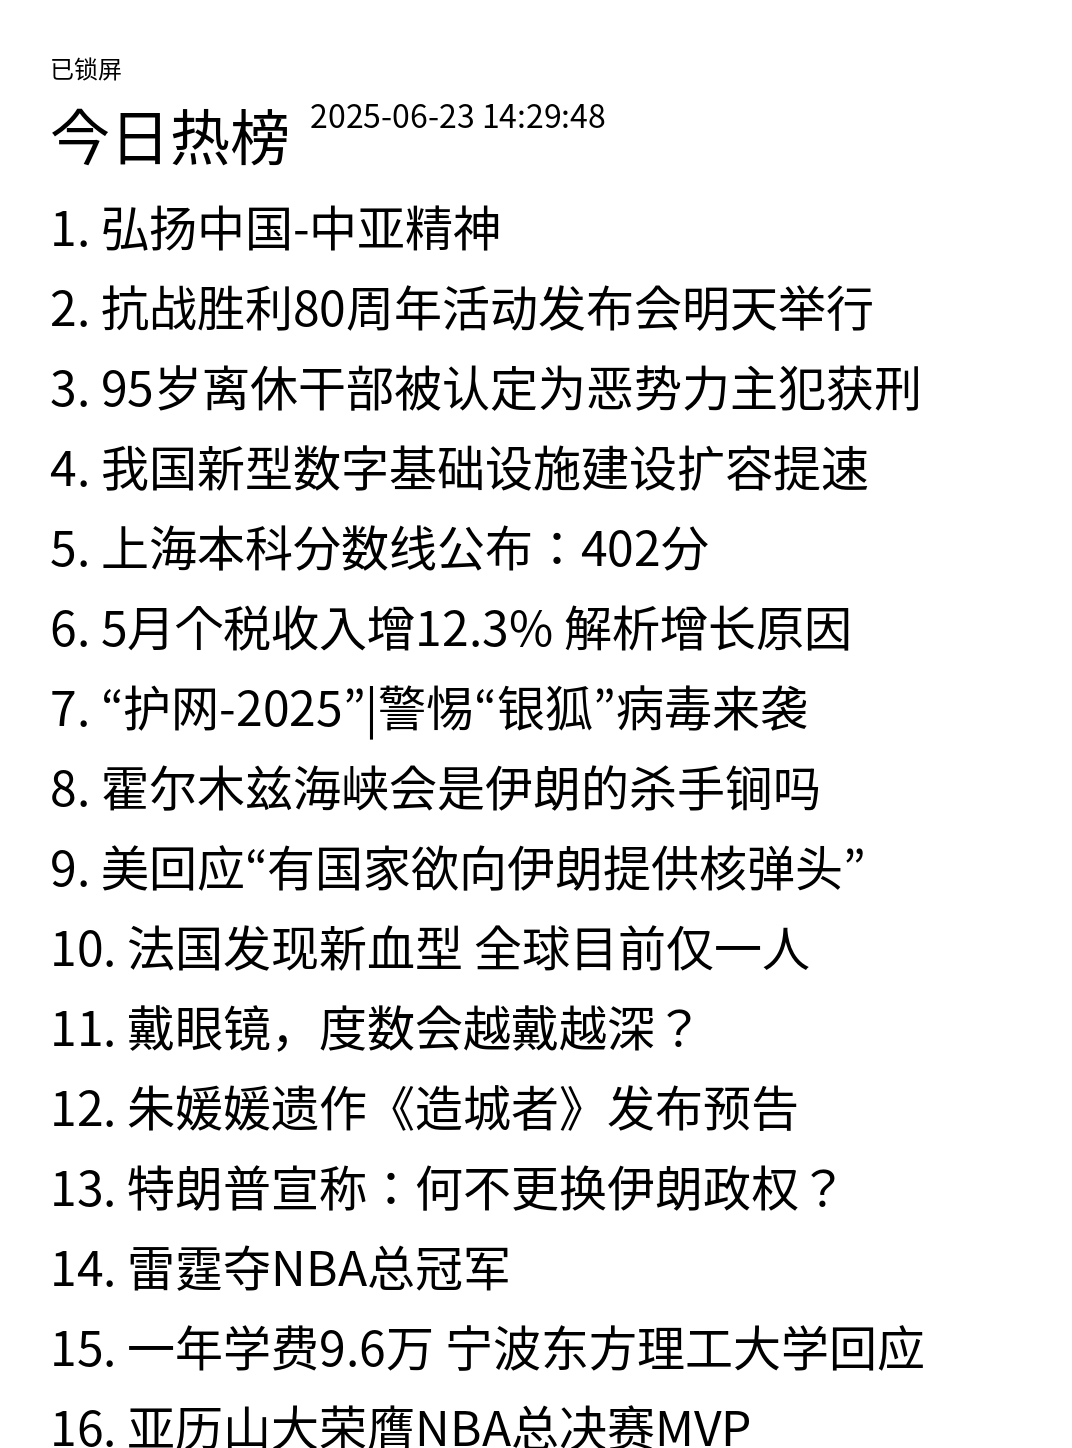 已锁屏
今日热榜 2025-06-23 14:29:48
1. 弘扬中国-中亚精神
2. 抗战胜利80周年活动发布会明天举行
3. 95岁离休干部被认定为恶势力主犯获刑
4. 我国新型数字基础设施建设扩容提速
5. 上海本科分数线公布：402分
6. 5月个税收入增12.3% 解析增长原因
7. “护网-2025”|警惕“银狐”病毒来袭
8. 霍尔木兹海峡会是伊朗的杀手锏吗
9. 美回应“有国家欲向伊朗提供核弹头”
10. 法国发现新血型 全球目前仅一人
11. 戴眼镜，度数会越戴越深？
12. 朱媛媛遗作《造城者》发布预告
13. 特朗普宣称：何不更换伊朗政权？
14. 雷霆夺NBA总冠军
15. 一年学费9.6万 宁波东方理工大学回应
16. 亚历山大荣膺NBA总决赛MVP